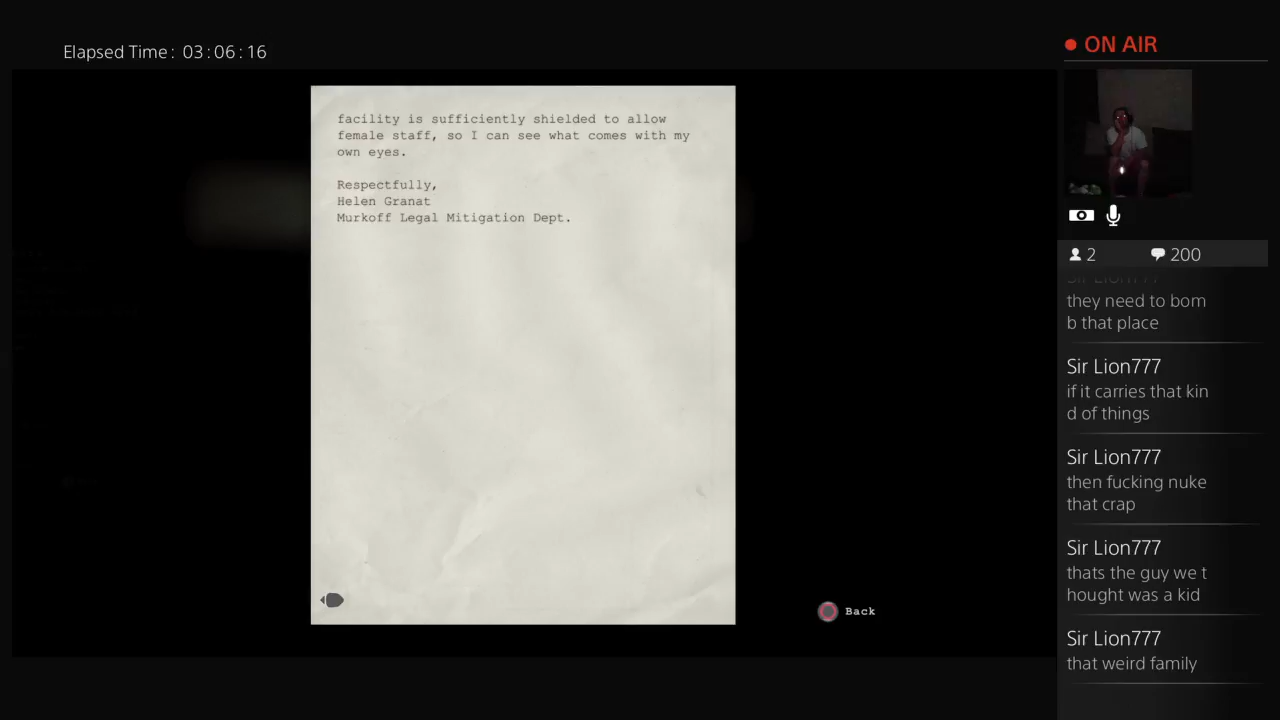 Elapsed Time: 03:06:16
ON AIR
facility is sufficiently shielded to allow
female staff, so I can see what comes with my
own eyes.
Respectfully,
Helen Granat
Murkoff Legal Mitigation Dept.
Back
2
200
Sir Lion777
they need to bom
b that place
Sir Lion777
if it carries that kin
d of things
Sir Lion777
then fucking nuke
that crap
Sir Lion777
thats the guy we t
hought was a kid
Sir Lion777
that weird family